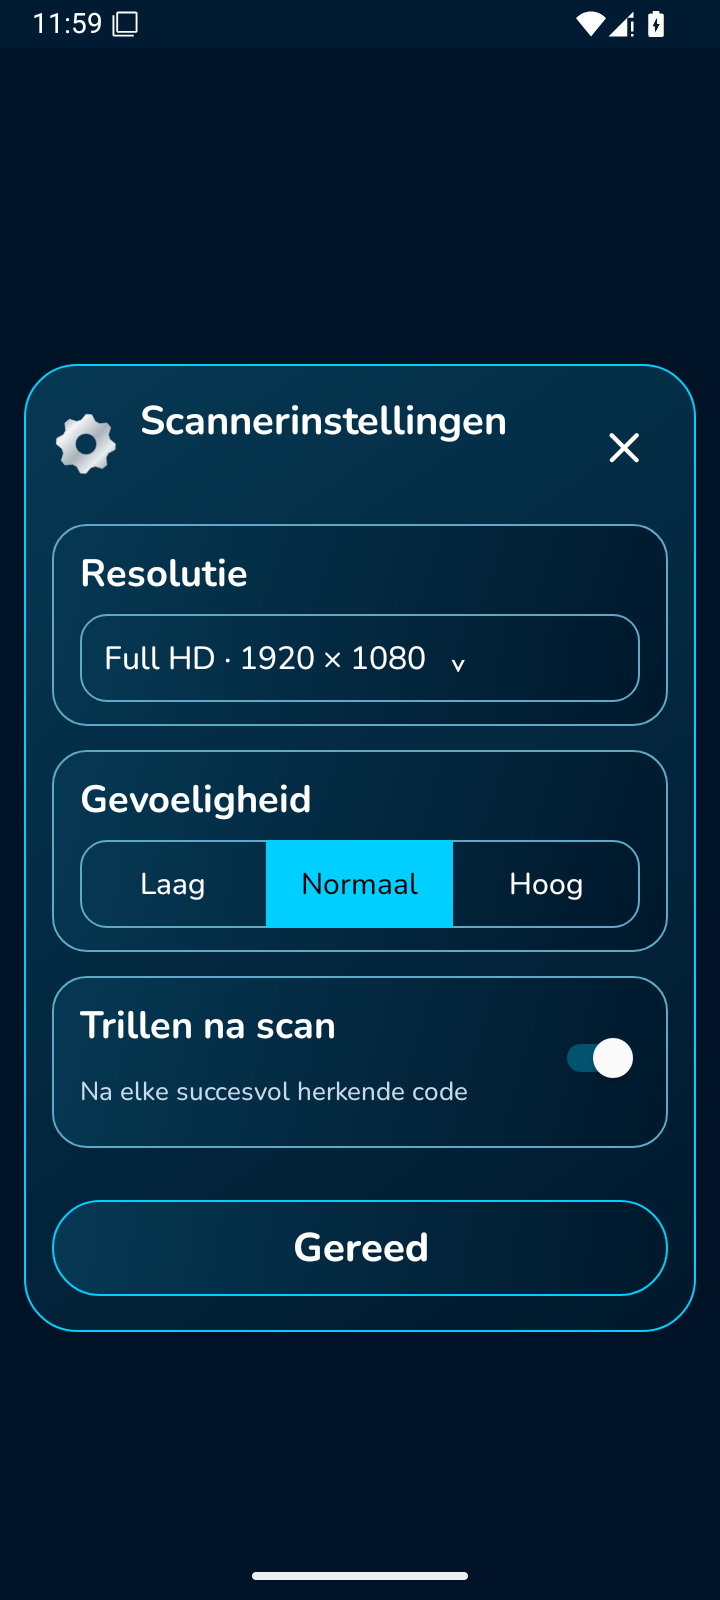 11:59
Scannerinstellingen
Resolutie
Full HD · 1920 × 1080
Gevoeligheid
Laag Normaal Hoog
Trillen na scan
Na elke succesvol herkende code
Gereed